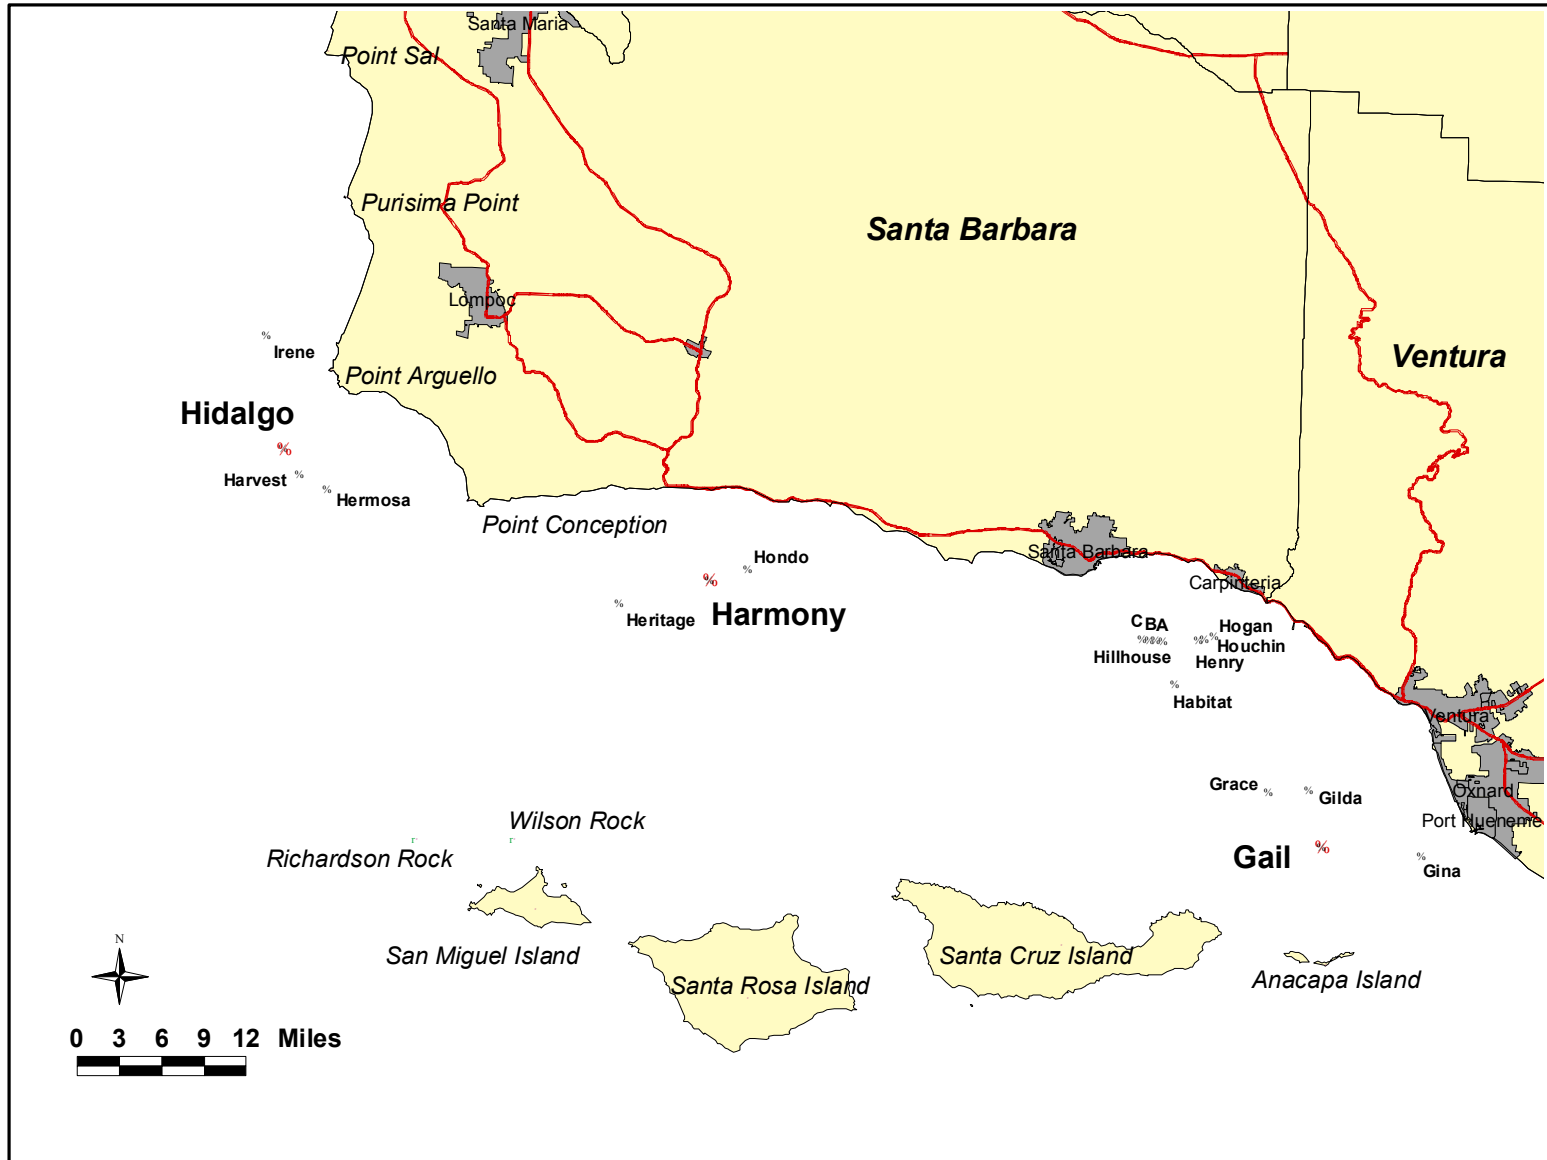 Santa Maria
Point Sal
Purisima Point
Santa Barbara
Lompoc
Irene
Ventura
Point Arguello
Hidalgo
%
Harvest
Hermosa
Point Conception
Santa Barbara
Hondo
Carpinteria
Heritage
Harmony
C B A
Hogan
Houchin
Hillhouse
Henry
Habitat
Ventura
Grace
Gilda
Oxnard
Wilson Rock
Port Hueneme
Richardson Rock
Gail
Gina
San Miguel Island
Santa Rosa Island
Santa Cruz Island
Anacapa Island
N
0 3 6 9 12 Miles